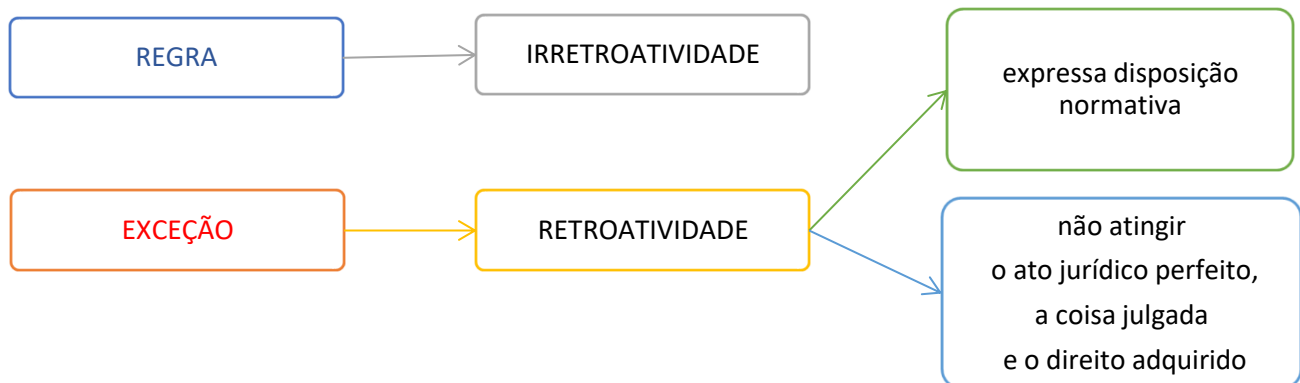 REGRA
IRRETROATIVIDADE
expressa disposição
normativa
EXCEÇÃO
RETROATIVIDADE
não atingir
o ato jurídico perfeito,
a coisa julgada
e o direito adquirido